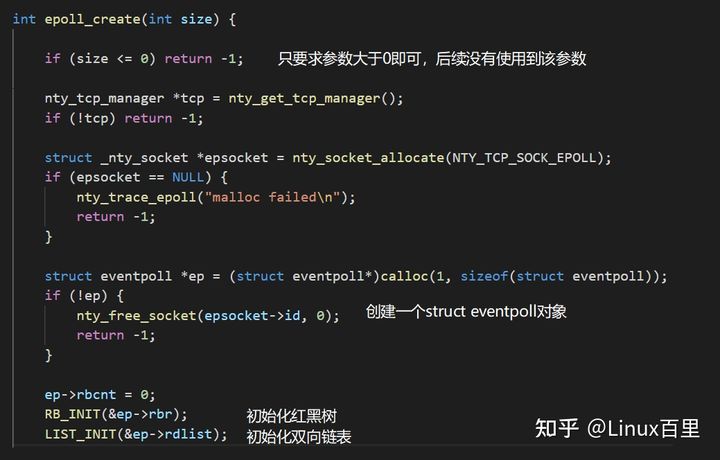 int epoll_create(int size) {
if (size <= 0) return -1; 只要求参数大于0即可，后续没有使用到该参数
nty_tcp_manager *tcp = nty_get_tcp_manager();
if (!tcp) return -1;
struct _nty_socket *epsocket = nty_socket_allocate(NTY_TCP_SOCK_EPOLL);
if (epsocket == NULL) {
nty_trace_epoll("malloc failed\n");
return -1;
}
struct eventpoll *ep = (struct eventpoll*)calloc(1, sizeof(struct eventpoll));
if (!ep) {
nty_free_socket(epsocket->id, 0); 创建一个struct eventpoll对象
return -1;
}
ep->rbcnt = 0;
RB_INIT(&ep->rbr); 初始化红黑树
LIST_INIT(&ep->rdlist); 初始化双向链表
知乎 @Linux百里